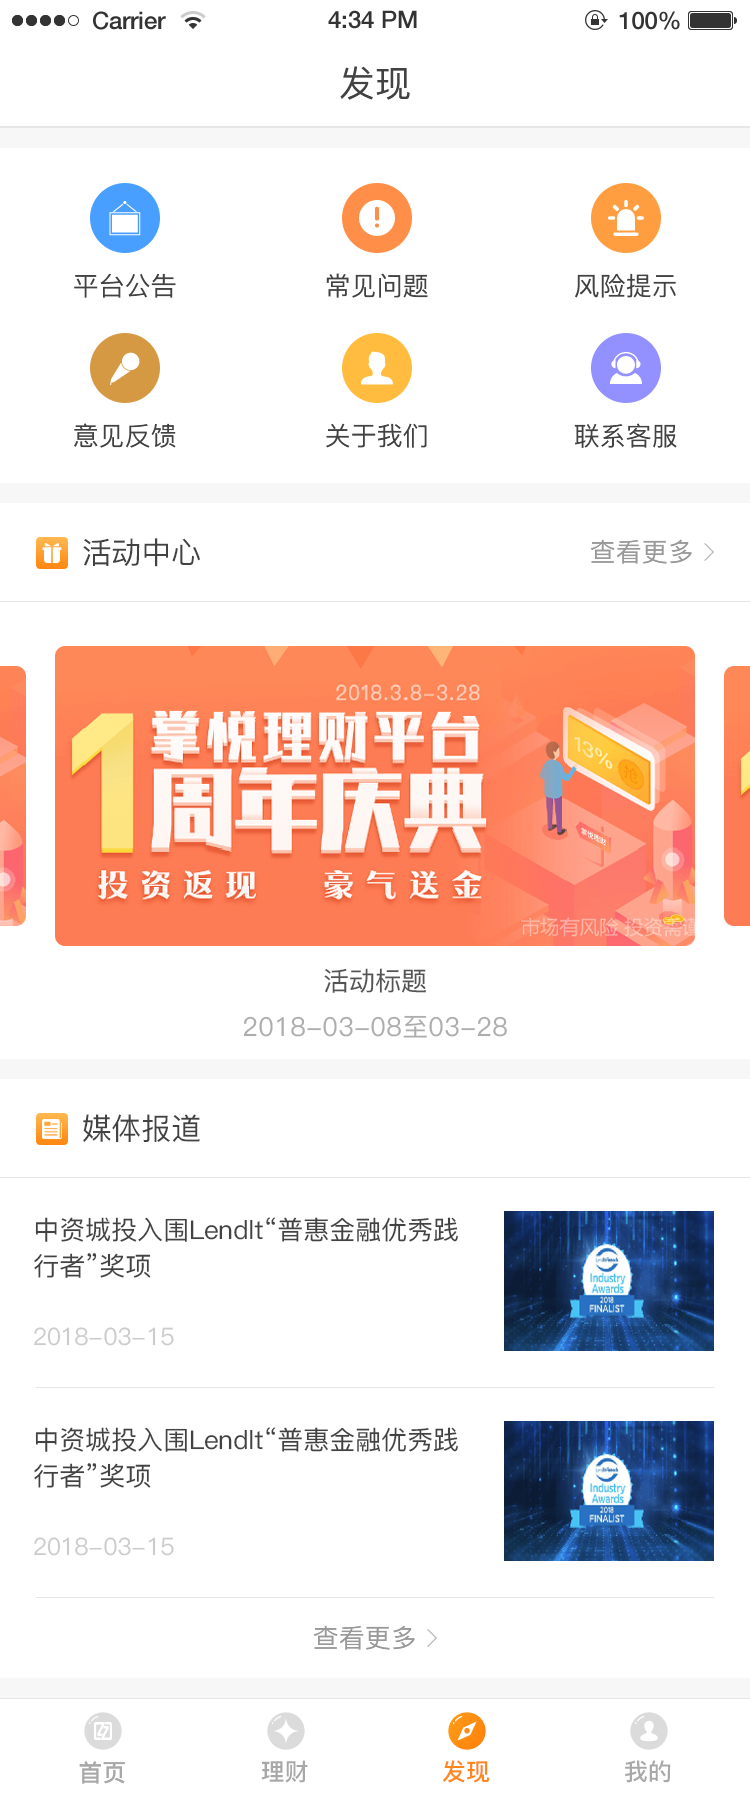 Carrier 4:34 PM 100%
发现
平台公告 常见问题 风险提示
意见反馈 关于我们 联系客服
活动中心 查看更多
2018.3.8-3.28
掌悦理财平台
1周年庆典
投资返现 豪气送金
13%
市场有风险 投资需谨
活动标题
2018-03-08至03-28
媒体报道
中资城投入围LendIt“普惠金融优秀践
行者”奖项
2018-03-15
Industry
Awards
2018
FINALIST
中资城投入围LendIt“普惠金融优秀践
行者”奖项
2018-03-15
Industry
Awards
2018
FINALIST
查看更多
首页 理财 发现 我的